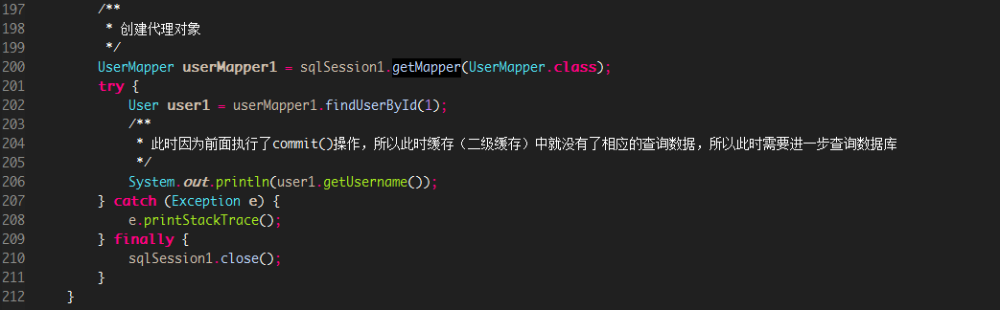 197 /**
198 * 创建代理对象
199 */
200 UserMapper userMapper1 = sqlSession1.getMapper(UserMapper.class);
201 try {
202 User user1 = userMapper1.findUserById(1);
203 /**
204 * 此时因为前面执行了commit()操作，所以此时缓存（二级缓存）中就没有了相应的查询数据，所以此时需要进一步查询数据库
205 */
206 System.out.println(user1.getUsername());
207 } catch (Exception e) {
208 e.printStackTrace();
209 } finally {
210 sqlSession1.close();
211 }
212 }